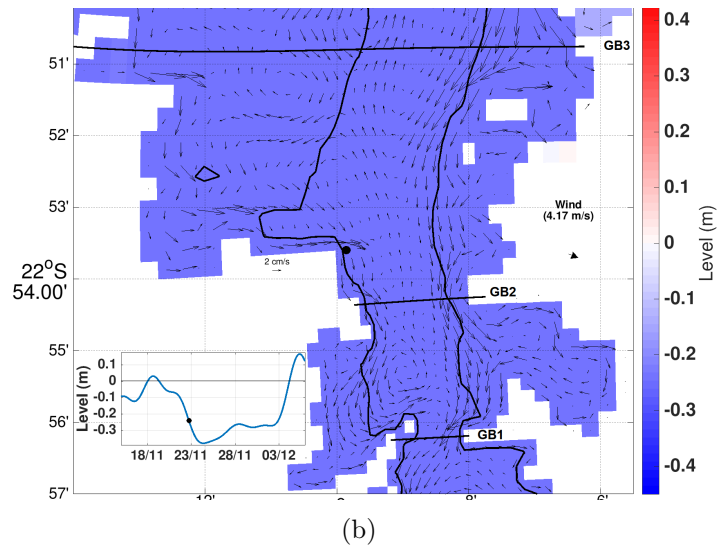 GB3
51'
52'
53'
22°S
54.00'
55'
56'
57'
Wind
(4.17 m/s)
2 cm/s
GB2
GB1
8'
6'
0.4
0.3
0.2
0.1
0
-0.1
-0.2
-0.3
-0.4
Level (m)
0.1
0
-0.1
-0.2
-0.3
Level (m)
18/11
23/11
28/11
03/12
(b)